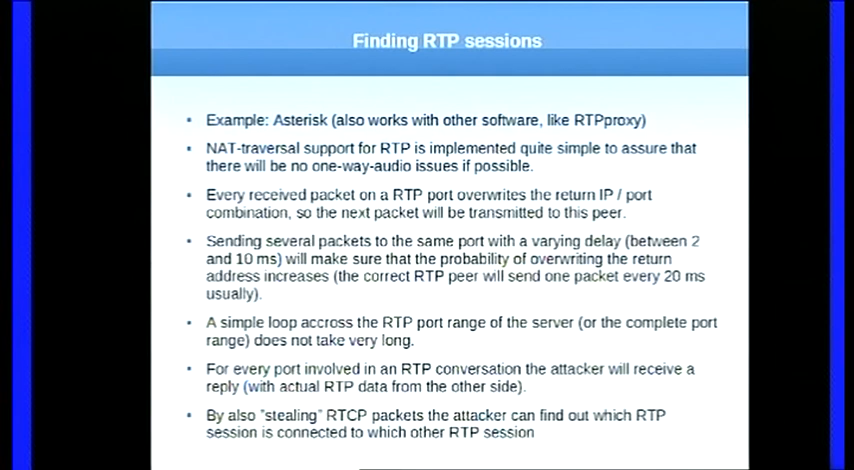 Finding RTP sessions
Example: Asterisk (also works with other software, like RTPproxy)
NAT-traversal support for RTP is implemented quite simple to assure that
there will be no one-way-audio issues if possible.
Every received packet on a RTP port overwrites the return IP / port
combination, so the next packet will be transmitted to this peer.
Sending several packets to the same port with a varying delay (between 2
and 10 ms) will make sure that the probability of overwriting the return
address increases (the correct RTP peer will send one packet every 20 ms
usually).
A simple loop accross the RTP port range of the server (or the complete port
range) does not take very long.
For every port involved in an RTP conversation the attacker will receive a
reply (with actual RTP data from the other side).
By also "stealing" RTCP packets the attacker can find out which RTP
session is connected to which other RTP session